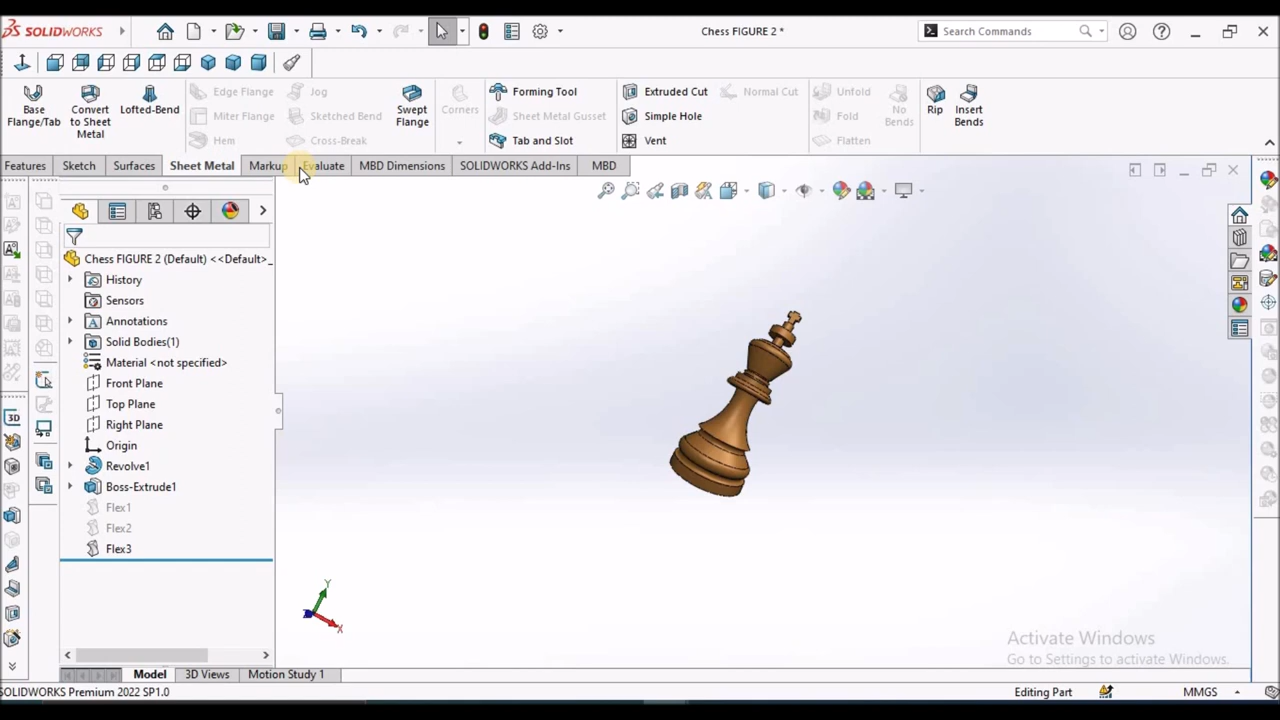 SOLIDWORKS
Chess FIGURE 2 *
Search Commands
Base Flange/Tab
Convert to Sheet Metal
Lofted-Bend
Edge Flange
Miter Flange
Hem
Jog
Sketched Bend
Cross-Break
Swept Flange
Corners
Forming Tool
Sheet Metal Gusset
Tab and Slot
Extruded Cut
Simple Hole
Vent
Normal Cut
Unfold
Fold
Flatten
No Bends
Rip
Insert Bends
Features
Sketch
Surfaces
Sheet Metal
Markup
Evaluate
MBD Dimensions
SOLIDWORKS Add-Ins
MBD
Chess FIGURE 2 (Default) <<Default>_
History
Sensors
Annotations
Solid Bodies(1)
Material <not specified>
Front Plane
Top Plane
Right Plane
Origin
Revolve1
Boss-Extrude1
Flex1
Flex2
Flex3
3D
Y
X
Activate Windows
Go to Settings to activate Windows.
Model
3D Views
Motion Study 1
SOLIDWORKS Premium 2022 SP1.0
Editing Part
MMGS